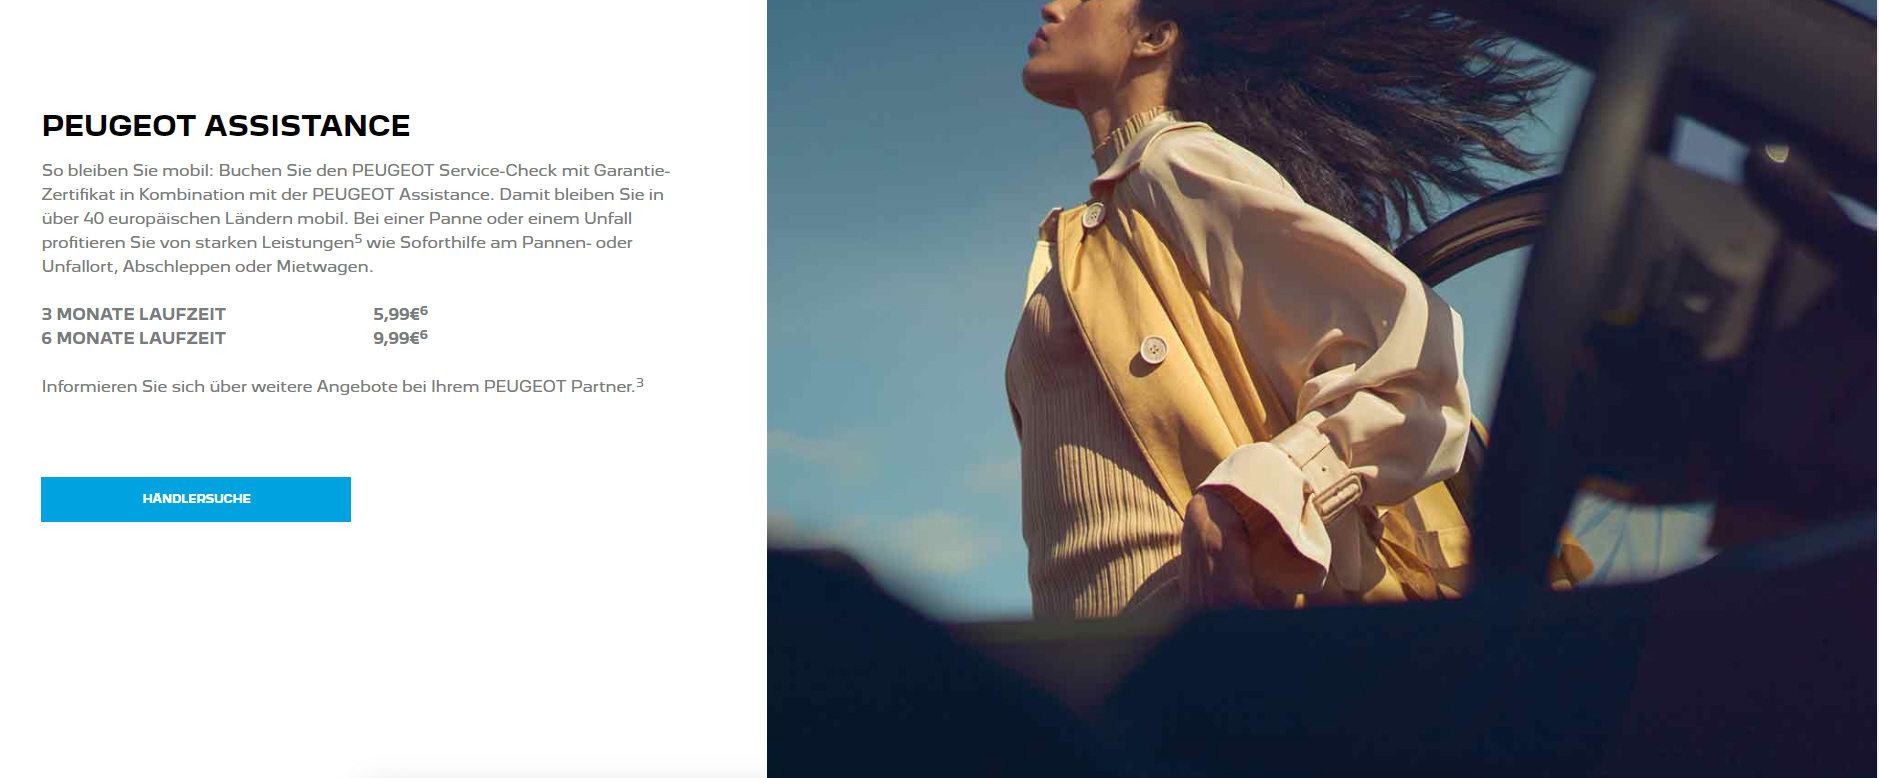 PEUGEOT ASSISTANCE
So bleiben Sie mobil: Buchen Sie den PEUGEOT Service-Check mit Garantie-
Zertifikat in Kombination mit der PEUGEOT Assistance. Damit bleiben Sie in
über 40 europäischen Ländern mobil. Bei einer Panne oder einem Unfall
profitieren Sie von starken Leistungen⁵ wie Soforthilfe am Pannen- oder
Unfallort, Abschleppen oder Mietwagen.
3 MONATE LAUFZEIT 5,99€⁶
6 MONATE LAUFZEIT 9,99€⁶
Informieren Sie sich über weitere Angebote bei Ihrem PEUGEOT Partner.³
HÄNDLERSUCHE